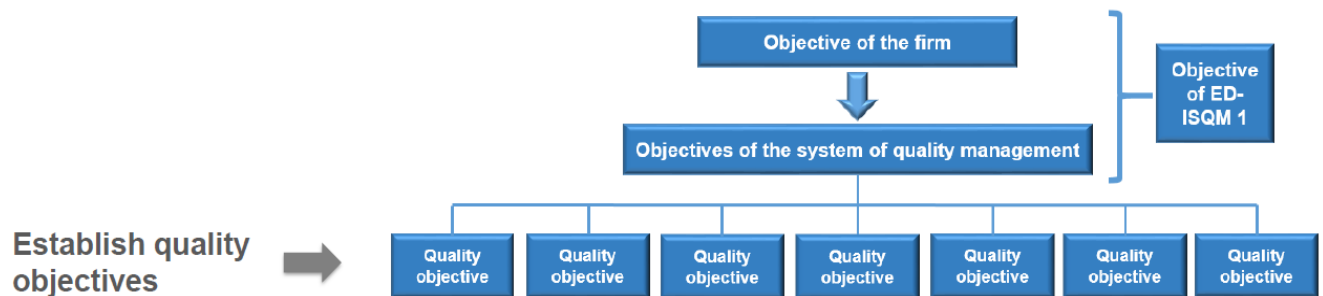 Objective of the firm
Objective
of ED-
ISQM 1
Objectives of the system of quality management
Establish quality
objectives
Quality
objective
Quality
objective
Quality
objective
Quality
objective
Quality
objective
Quality
objective
Quality
objective